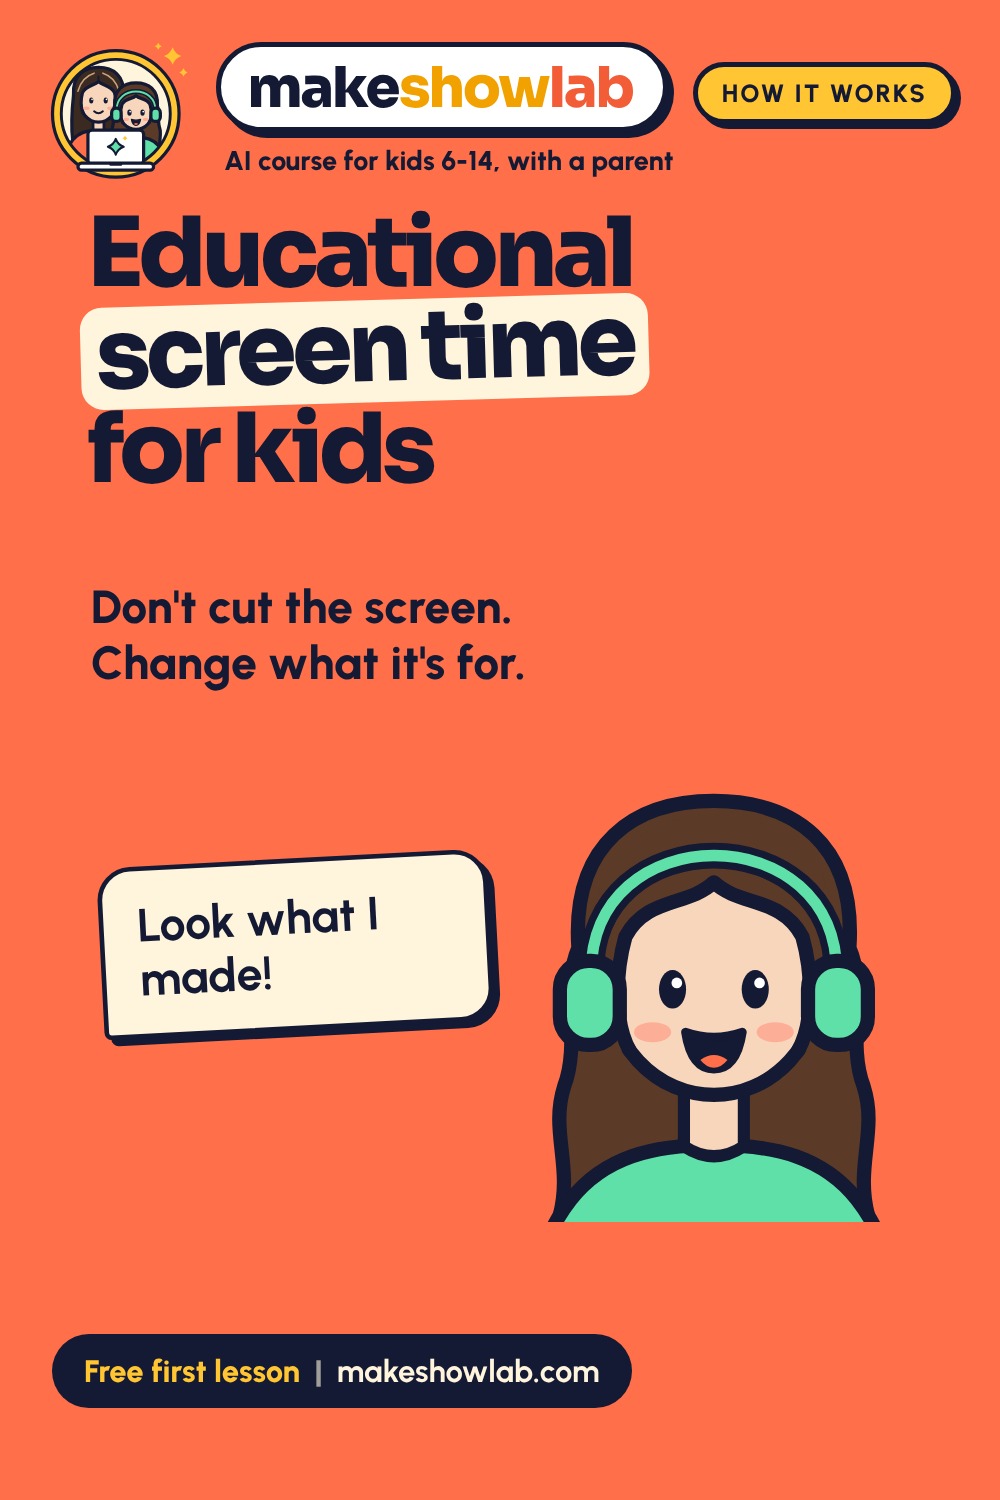 makeshowlab
HOW IT WORKS
AI course for kids 6-14, with a parent
Educational
screen time
for kids
Don't cut the screen.
Change what it's for.
Look what I
made!
Free first lesson | makeshowlab.com